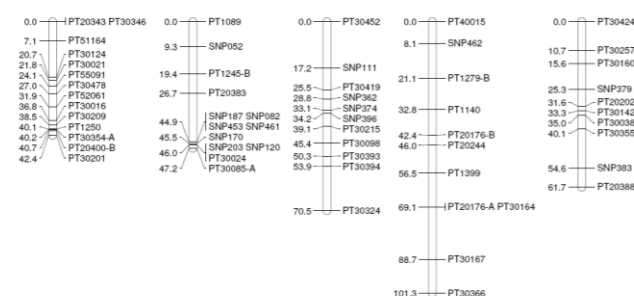 0.0 PT20343 PT30346
7.1 PT51164
20.7 PT30124
21.8 PT30021
24.1 PT55091
27.0 PT30478
31.9 PT52061
36.8 PT30016
38.5 PT30209
40.1 PT1250
40.2 PT30354-A
40.7 PT20400-B
42.4 PT30201
0.0 PT1089
9.3 SNP052
19.4 PT1245-B
26.7 PT20383
44.9 SNP187 SNP082
SNP453 SNP461
45.5 SNP170
46.0 SNP203 SNP120
PT30024
47.2 PT30085-A
0.0 PT30452
17.2 SNP111
25.5 PT30419
28.8 SNP362
33.1 SNP374
34.2 SNP396
39.1 PT30215
45.4 PT30098
50.3 PT30393
53.9 PT30394
70.5 PT30324
0.0 PT40015
8.1 SNP462
21.1 PT1279-B
32.8 PT1140
42.4 PT20176-B
46.0 PT20244
56.5 PT1399
69.1 PT20176-A PT30164
88.7 PT30167
101.3 PT30366
0.0 PT30424
10.7 PT30257
15.6 PT30160
25.3 SNP379
31.6 PT20202
33.3 PT30142
35.0 PT30038
40.1 PT30355
54.6 SNP383
61.7 PT20388